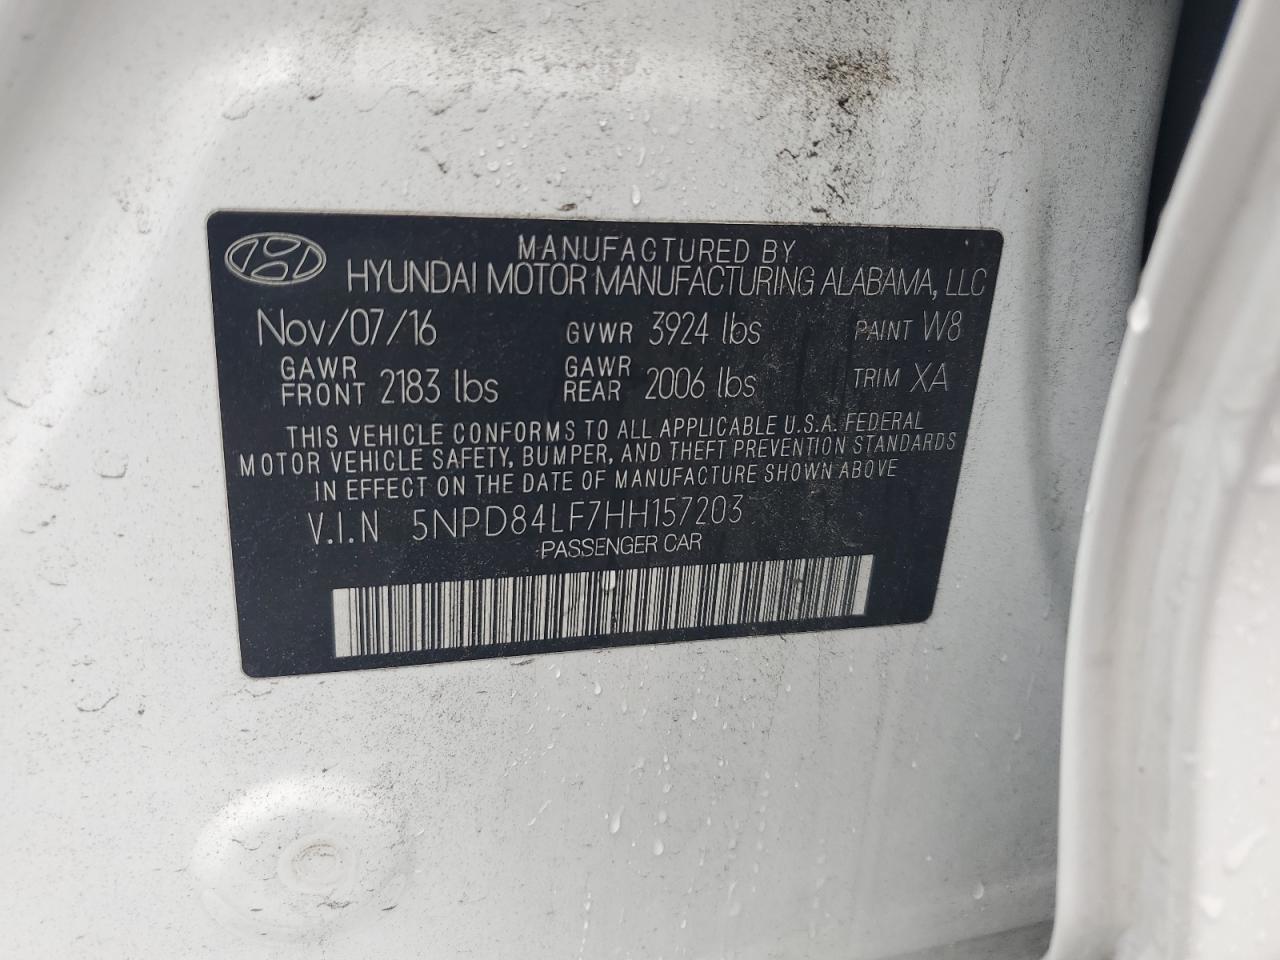 MANUFACTURED BY
HYUNDAI MOTOR MANUFACTURING ALABAMA, LLC
Nov/07/16 GVWR 3924 lbs PAINT W8
GAWR FRONT 2183 lbs GAWR REAR 2006 lbs TRIM XA
THIS VEHICLE CONFORMS TO ALL APPLICABLE U.S.A. FEDERAL
MOTOR VEHICLE SAFETY, BUMPER, AND THEFT PREVENTION STANDARDS
IN EFFECT ON THE DATE OF MANUFACTURE SHOWN ABOVE
V.I.N 5NPD84LF7HH157203
PASSENGER CAR